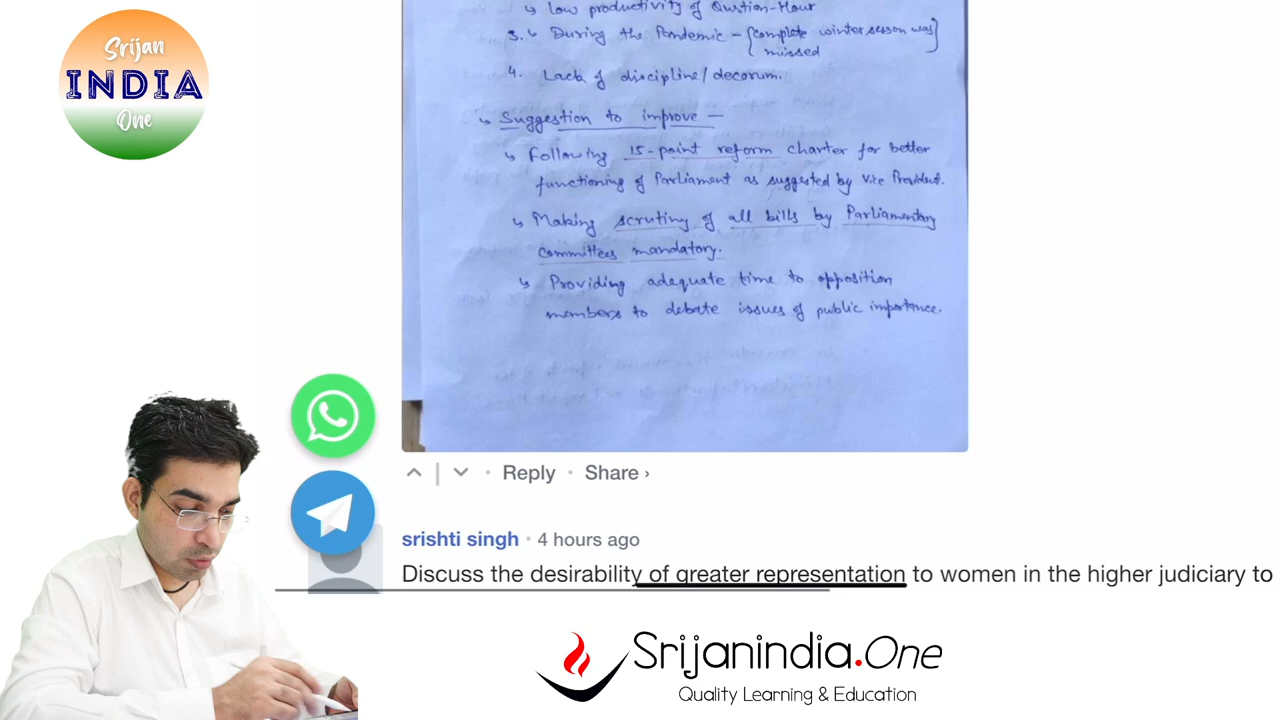 Srijan
INDIA
One
↳ Low productivity of Qustion-Hour
3.↳ During the Pandemic – {complete winter session was} missed
4. Lack of discipline/decorum.
↳ Suggestion to improve —
↳ Following 15-point reform charter for better
functioning of Parliament as suggested by Vice President.
↳ Making scrutiny of all bills by Parliamentary
committees mandatory.
↳ Providing adequate time to opposition
members to debate issues of public importance.
Reply • Share ›
srishti singh • 4 hours ago
Discuss the desirability of greater representation to women in the higher judiciary to
Srijanindia.One
Quality Learning & Education